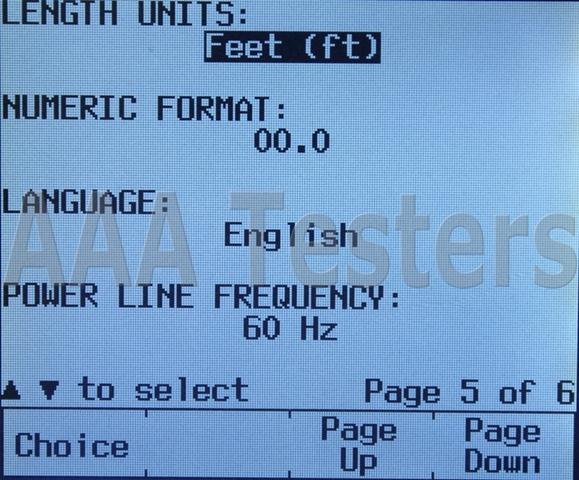 LENGTH UNITS:
Feet (ft)
NUMERIC FORMAT:
00.0
LANGUAGE:
English
AAA Testers
POWER LINE FREQUENCY:
60 Hz
▲ ▼ to select Page 5 of 6
Choice Page Up Page Down